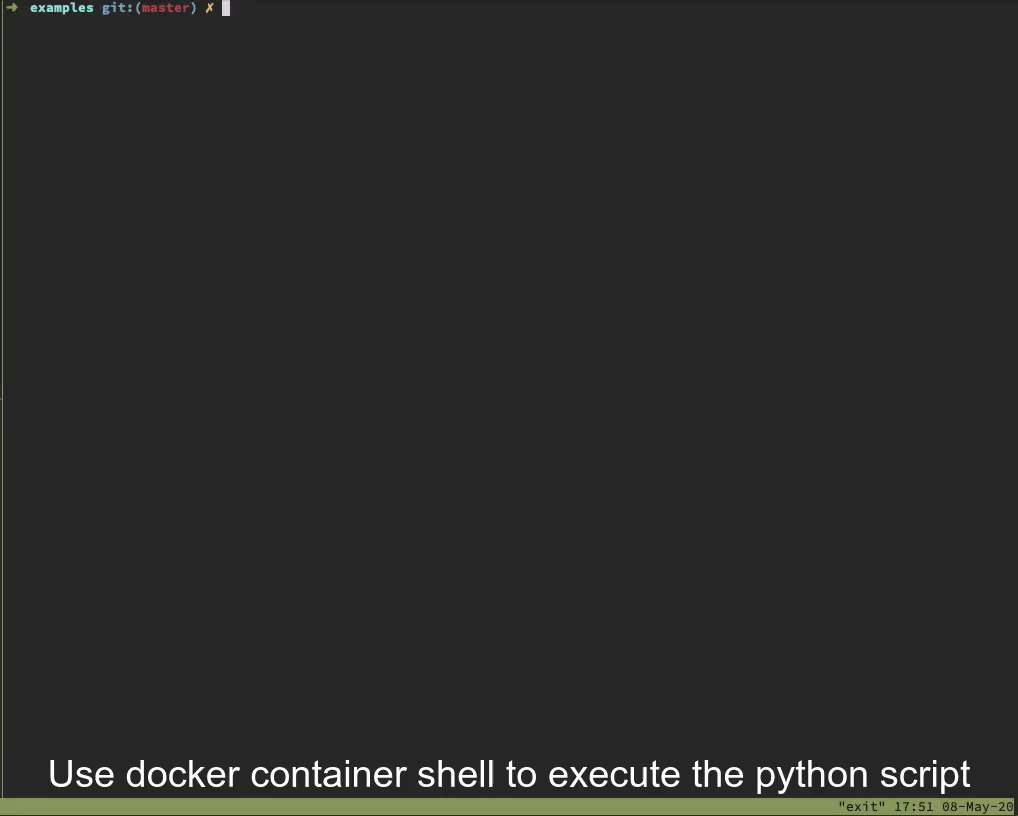 ➜ examples git:(master) ✗
Use docker container shell to execute the python script
"exit" 17:51 08-May-20